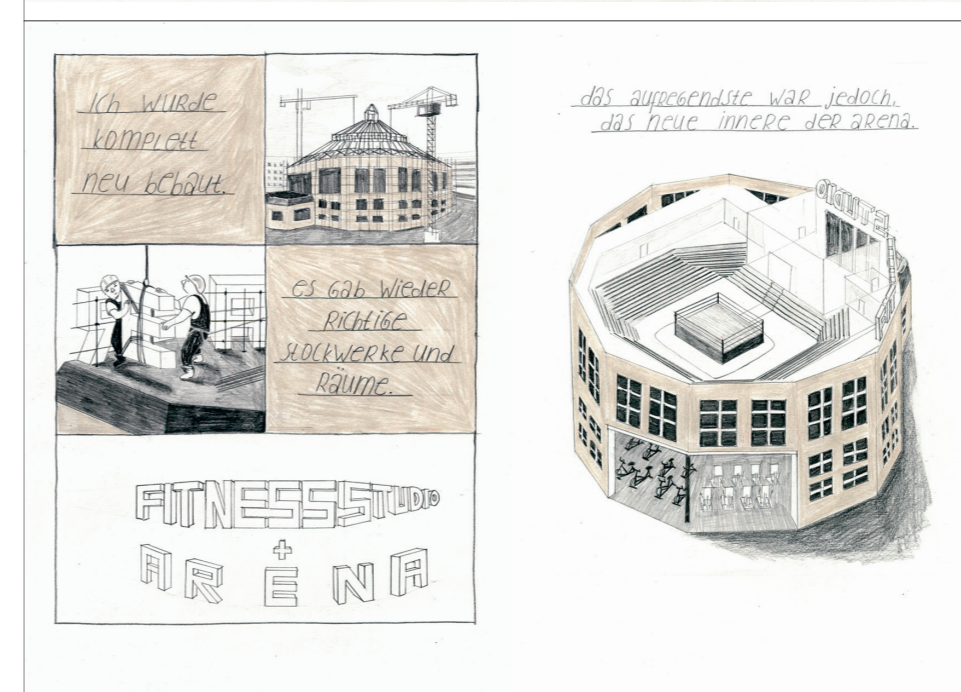 Ich wurde
komplett
neu bebaut.
es gab wieder
Richtige
stockwerke und
Räume.
FITNESSSTUDIO
+
ARENA
das aufregendste war jedoch,
das neue innere der arena.
STUDIO